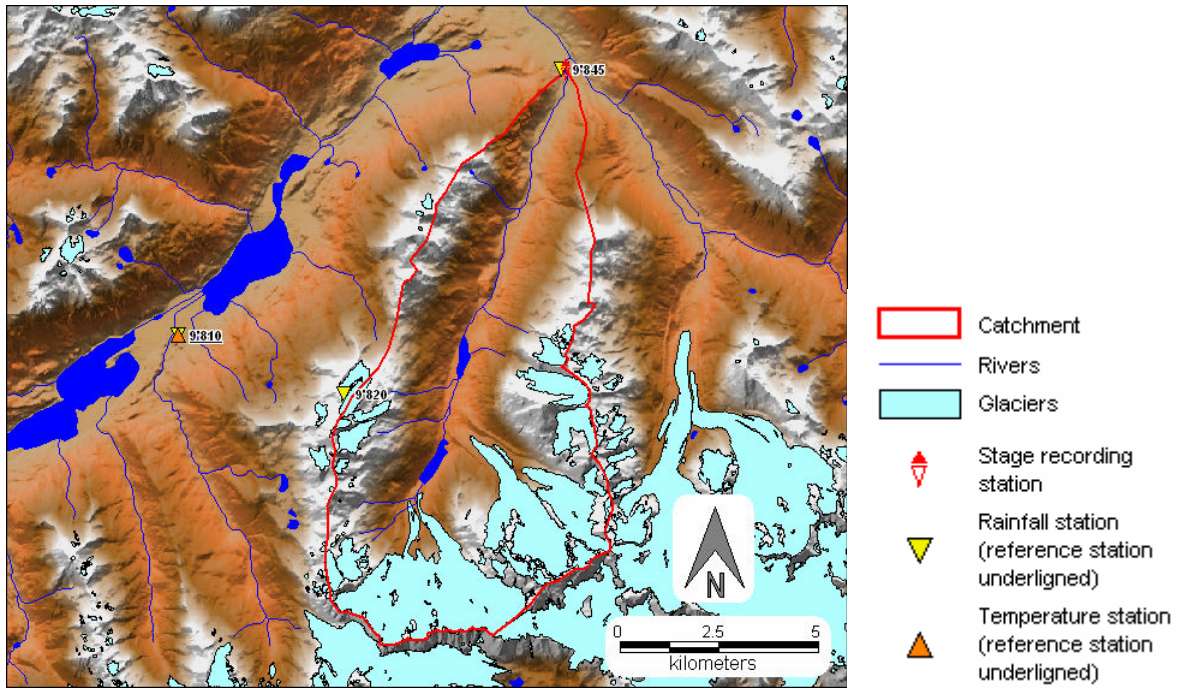 9'845
9'810
9'820
N
0 2.5 5
kilometers
Catchment
Rivers
Glaciers
Stage recording
station
Rainfall station
(reference station
underligned)
Temperature station
(reference station
underligned)